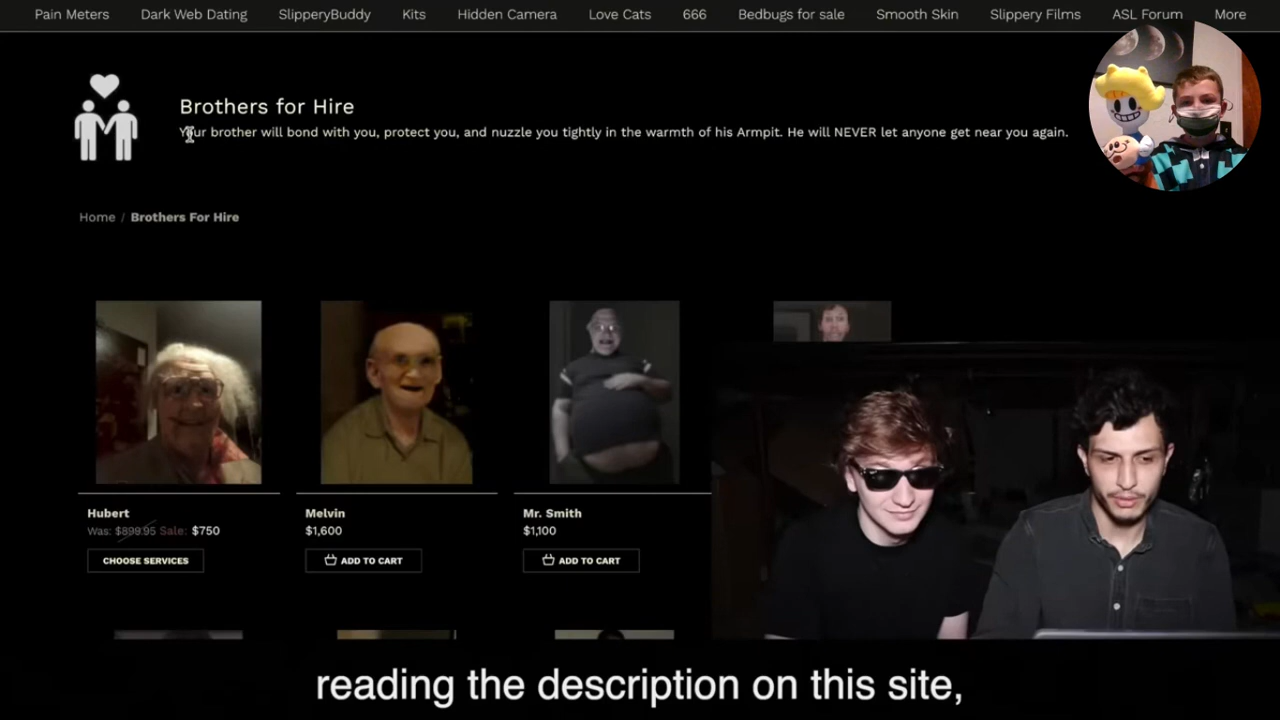 Pain Meters Dark Web Dating SlipperyBuddy Kits Hidden Camera Love Cats 666 Bedbugs for sale Smooth Skin Slippery Films ASL Forum More
Brothers for Hire
Your brother will bond with you, protect you, and nuzzle you tightly in the warmth of his Armpit. He will NEVER let anyone get near you again.
Home / Brothers For Hire
Hubert
Was: $899.95 Sale: $750
CHOOSE SERVICES
Melvin
$1,600
ADD TO CART
Mr. Smith
$1,100
ADD TO CART
reading the description on this site,